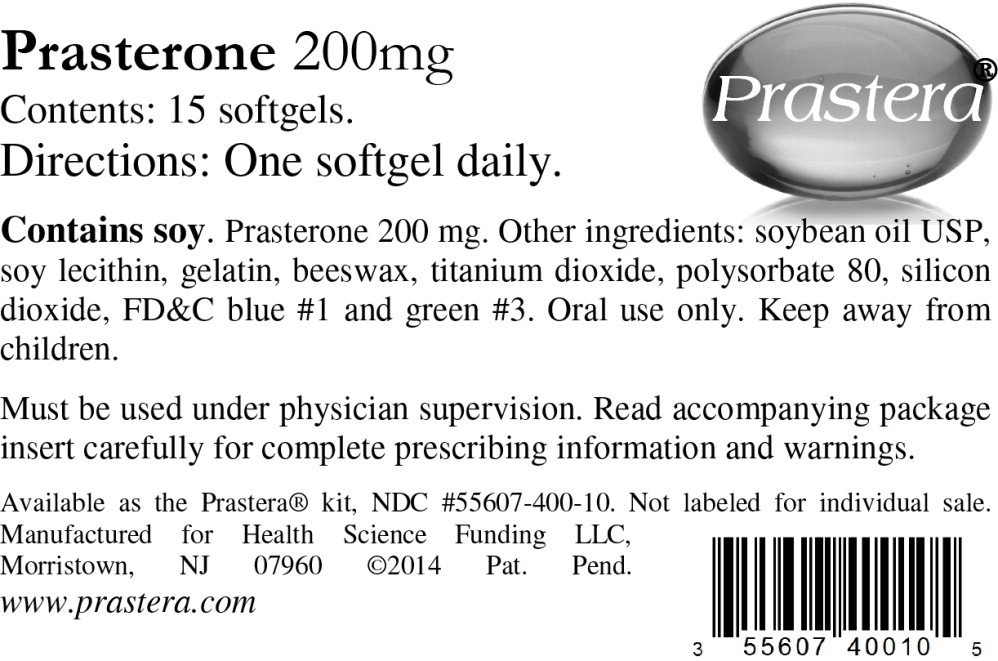 Prasterone 200mg
Prastera®
Contents: 15 softgels.
Directions: One softgel daily.
Contains soy. Prasterone 200 mg. Other ingredients: soybean oil USP,
soy lecithin, gelatin, beeswax, titanium dioxide, polysorbate 80, silicon
dioxide, FD&C blue #1 and green #3. Oral use only. Keep away from
children.
Must be used under physician supervision. Read accompanying package
insert carefully for complete prescribing information and warnings.
Available as the Prastera® kit, NDC #55607-400-10. Not labeled for individual sale.
Manufactured for Health Science Funding LLC,
Morristown, NJ 07960 ©2014 Pat. Pend.
www.prastera.com
3 55607 40010 5